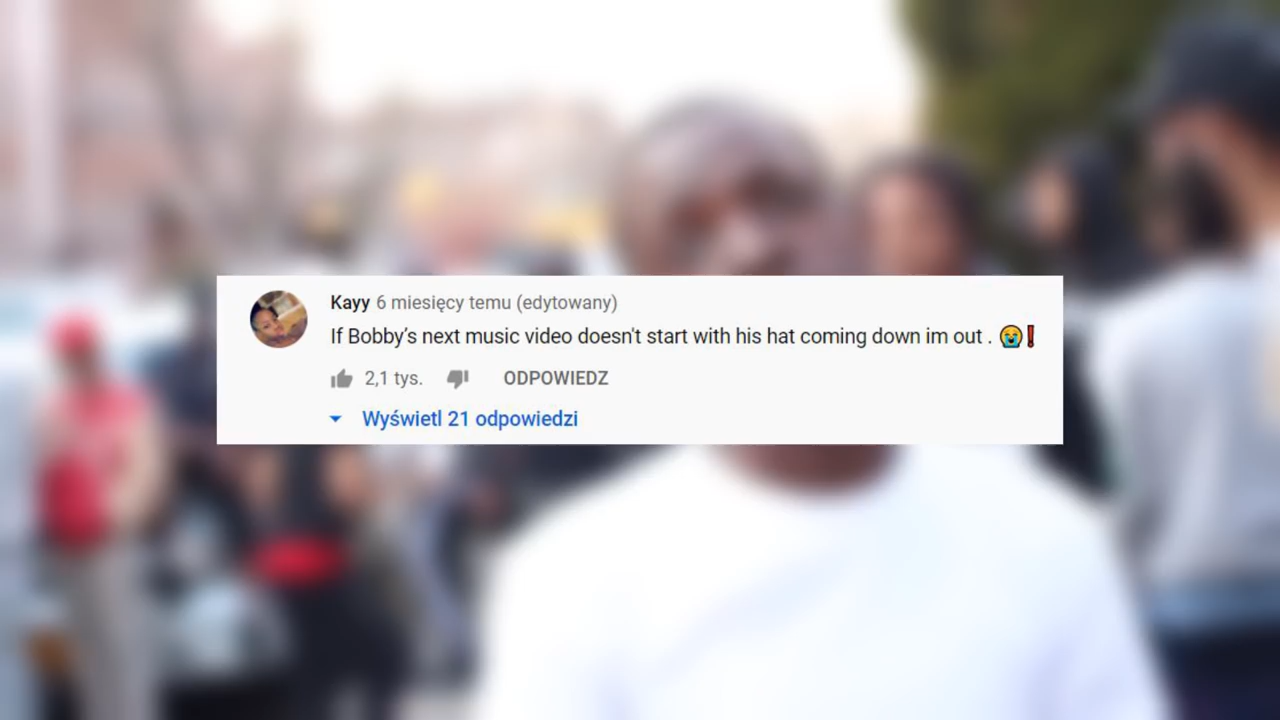 Kayy 6 miesięcy temu (edytowany)
If Bobby's next music video doesn't start with his hat coming down im out . 😭❗
2,1 tys. ODPOWIEDZ
Wyświetl 21 odpowiedzi